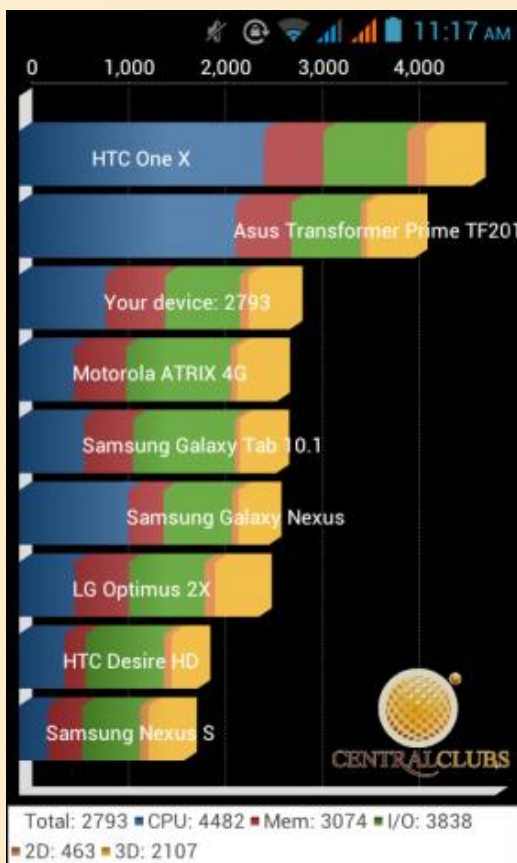 11:17 AM
0 1,000 2,000 3,000 4,000
HTC One X
Asus Transformer Prime TF201
Your device: 2793
Motorola ATRIX 4G
Samsung Galaxy Tab 10.1
Samsung Galaxy Nexus
LG Optimus 2X
HTC Desire HD
Samsung Nexus S
CENTRALCLUBS
Total: 2793 CPU: 4482 Mem: 3074 I/O: 3838
2D: 463 3D: 2107